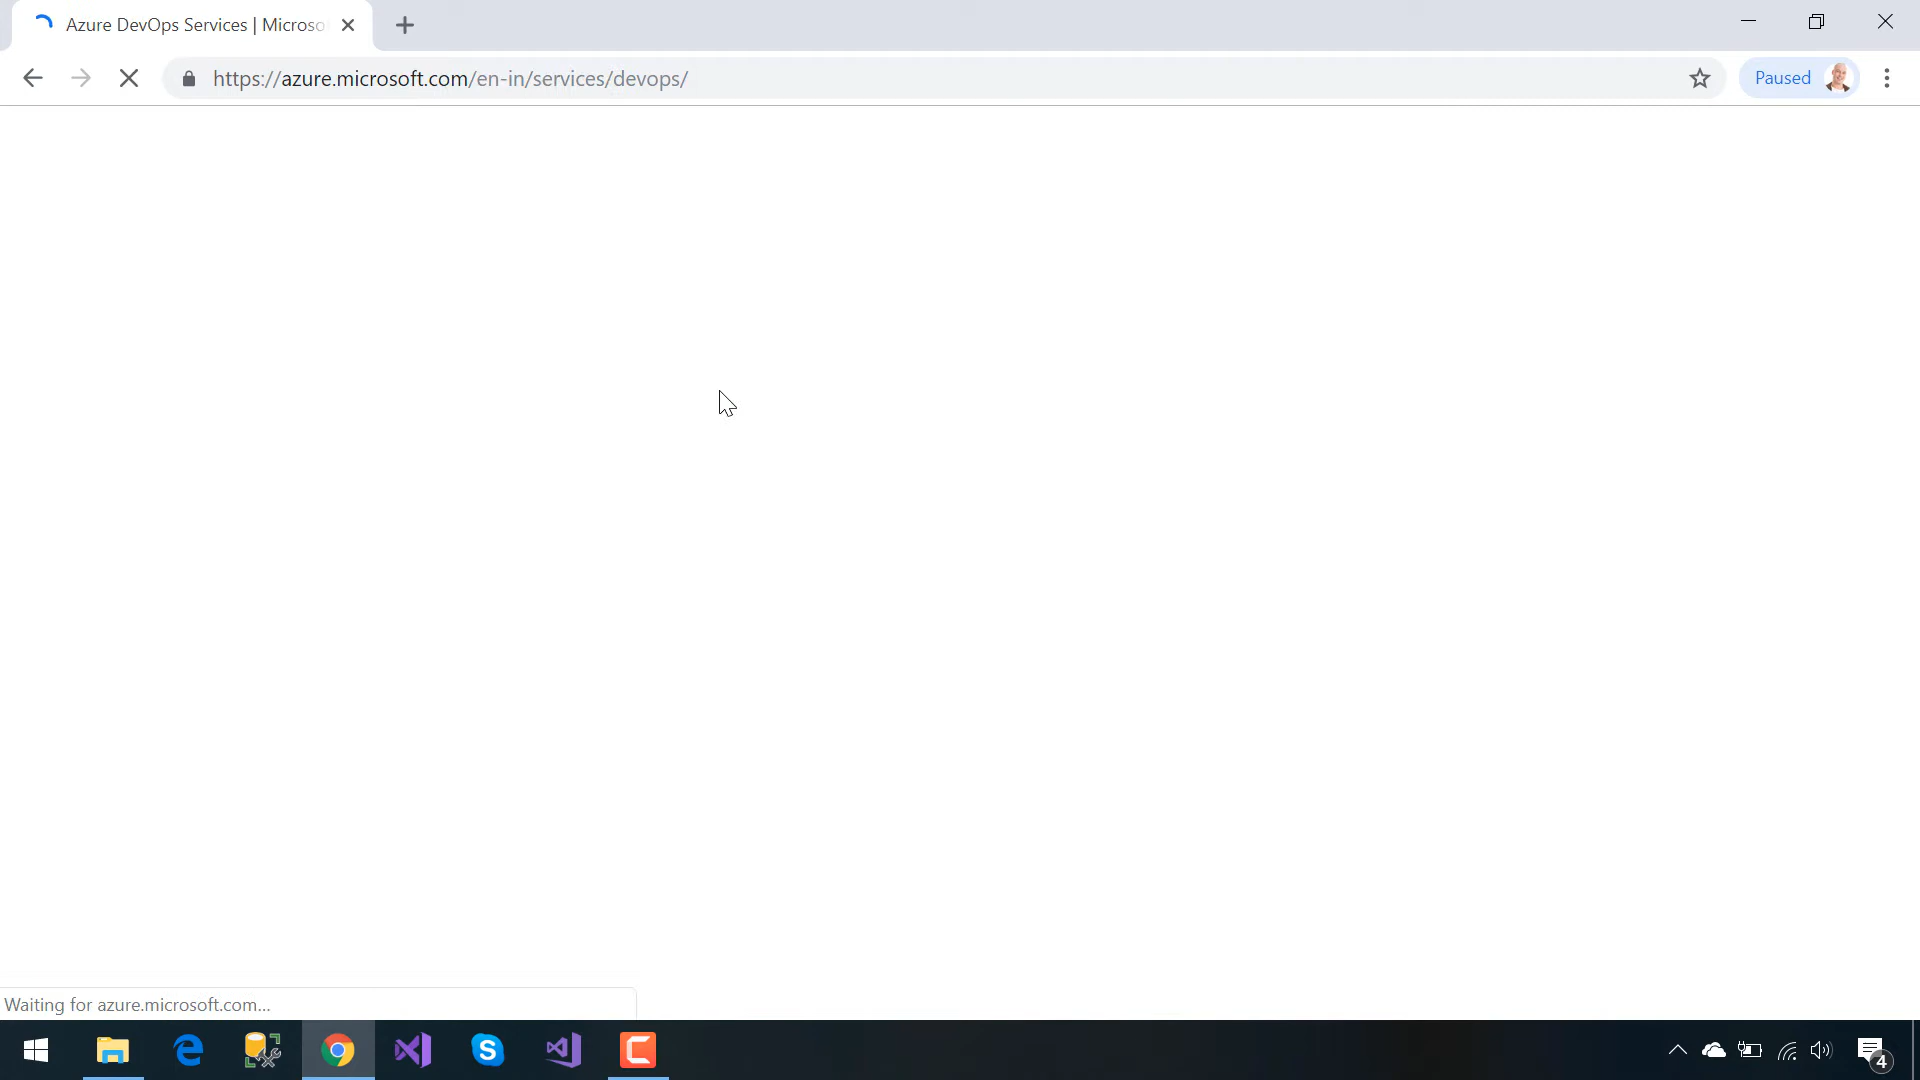 Azure DevOps Services | Microso
https://azure.microsoft.com/en-in/services/devops/
Paused
Waiting for azure.microsoft.com...
4